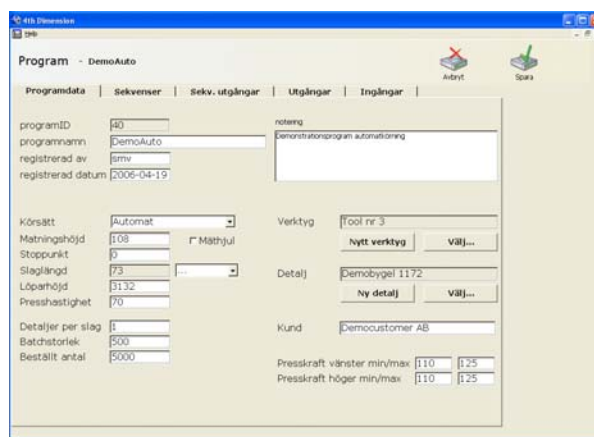 4th Dimension
Help
Program - DemoAuto
Avbryt
Spara
Programdata | Sekvenser | Sekv. utgångar | Utgångar | Ingångar |
programID 40
programnamn DemoAuto
registrerad av smv
registrerad datum 2006-04-19
notering
Demonstrationsprogram automatkörning
Körsätt Automat
Matningshöjd 108
Mäthjul
Stoppunkt 0
Slaglängd 73 ...
Löparhöjd 3132
Presshastighet 70
Detaljer per slag 1
Batchstorlek 500
Beställt antal 5000
Verktyg Tool nr 3
Nytt verktyg Välj...
Detalj Demobygel 1172
Ny detalj Välj...
Kund Democustomer AB
Presskraft vänster min/max 110 125
Presskraft höger min/max 110 125